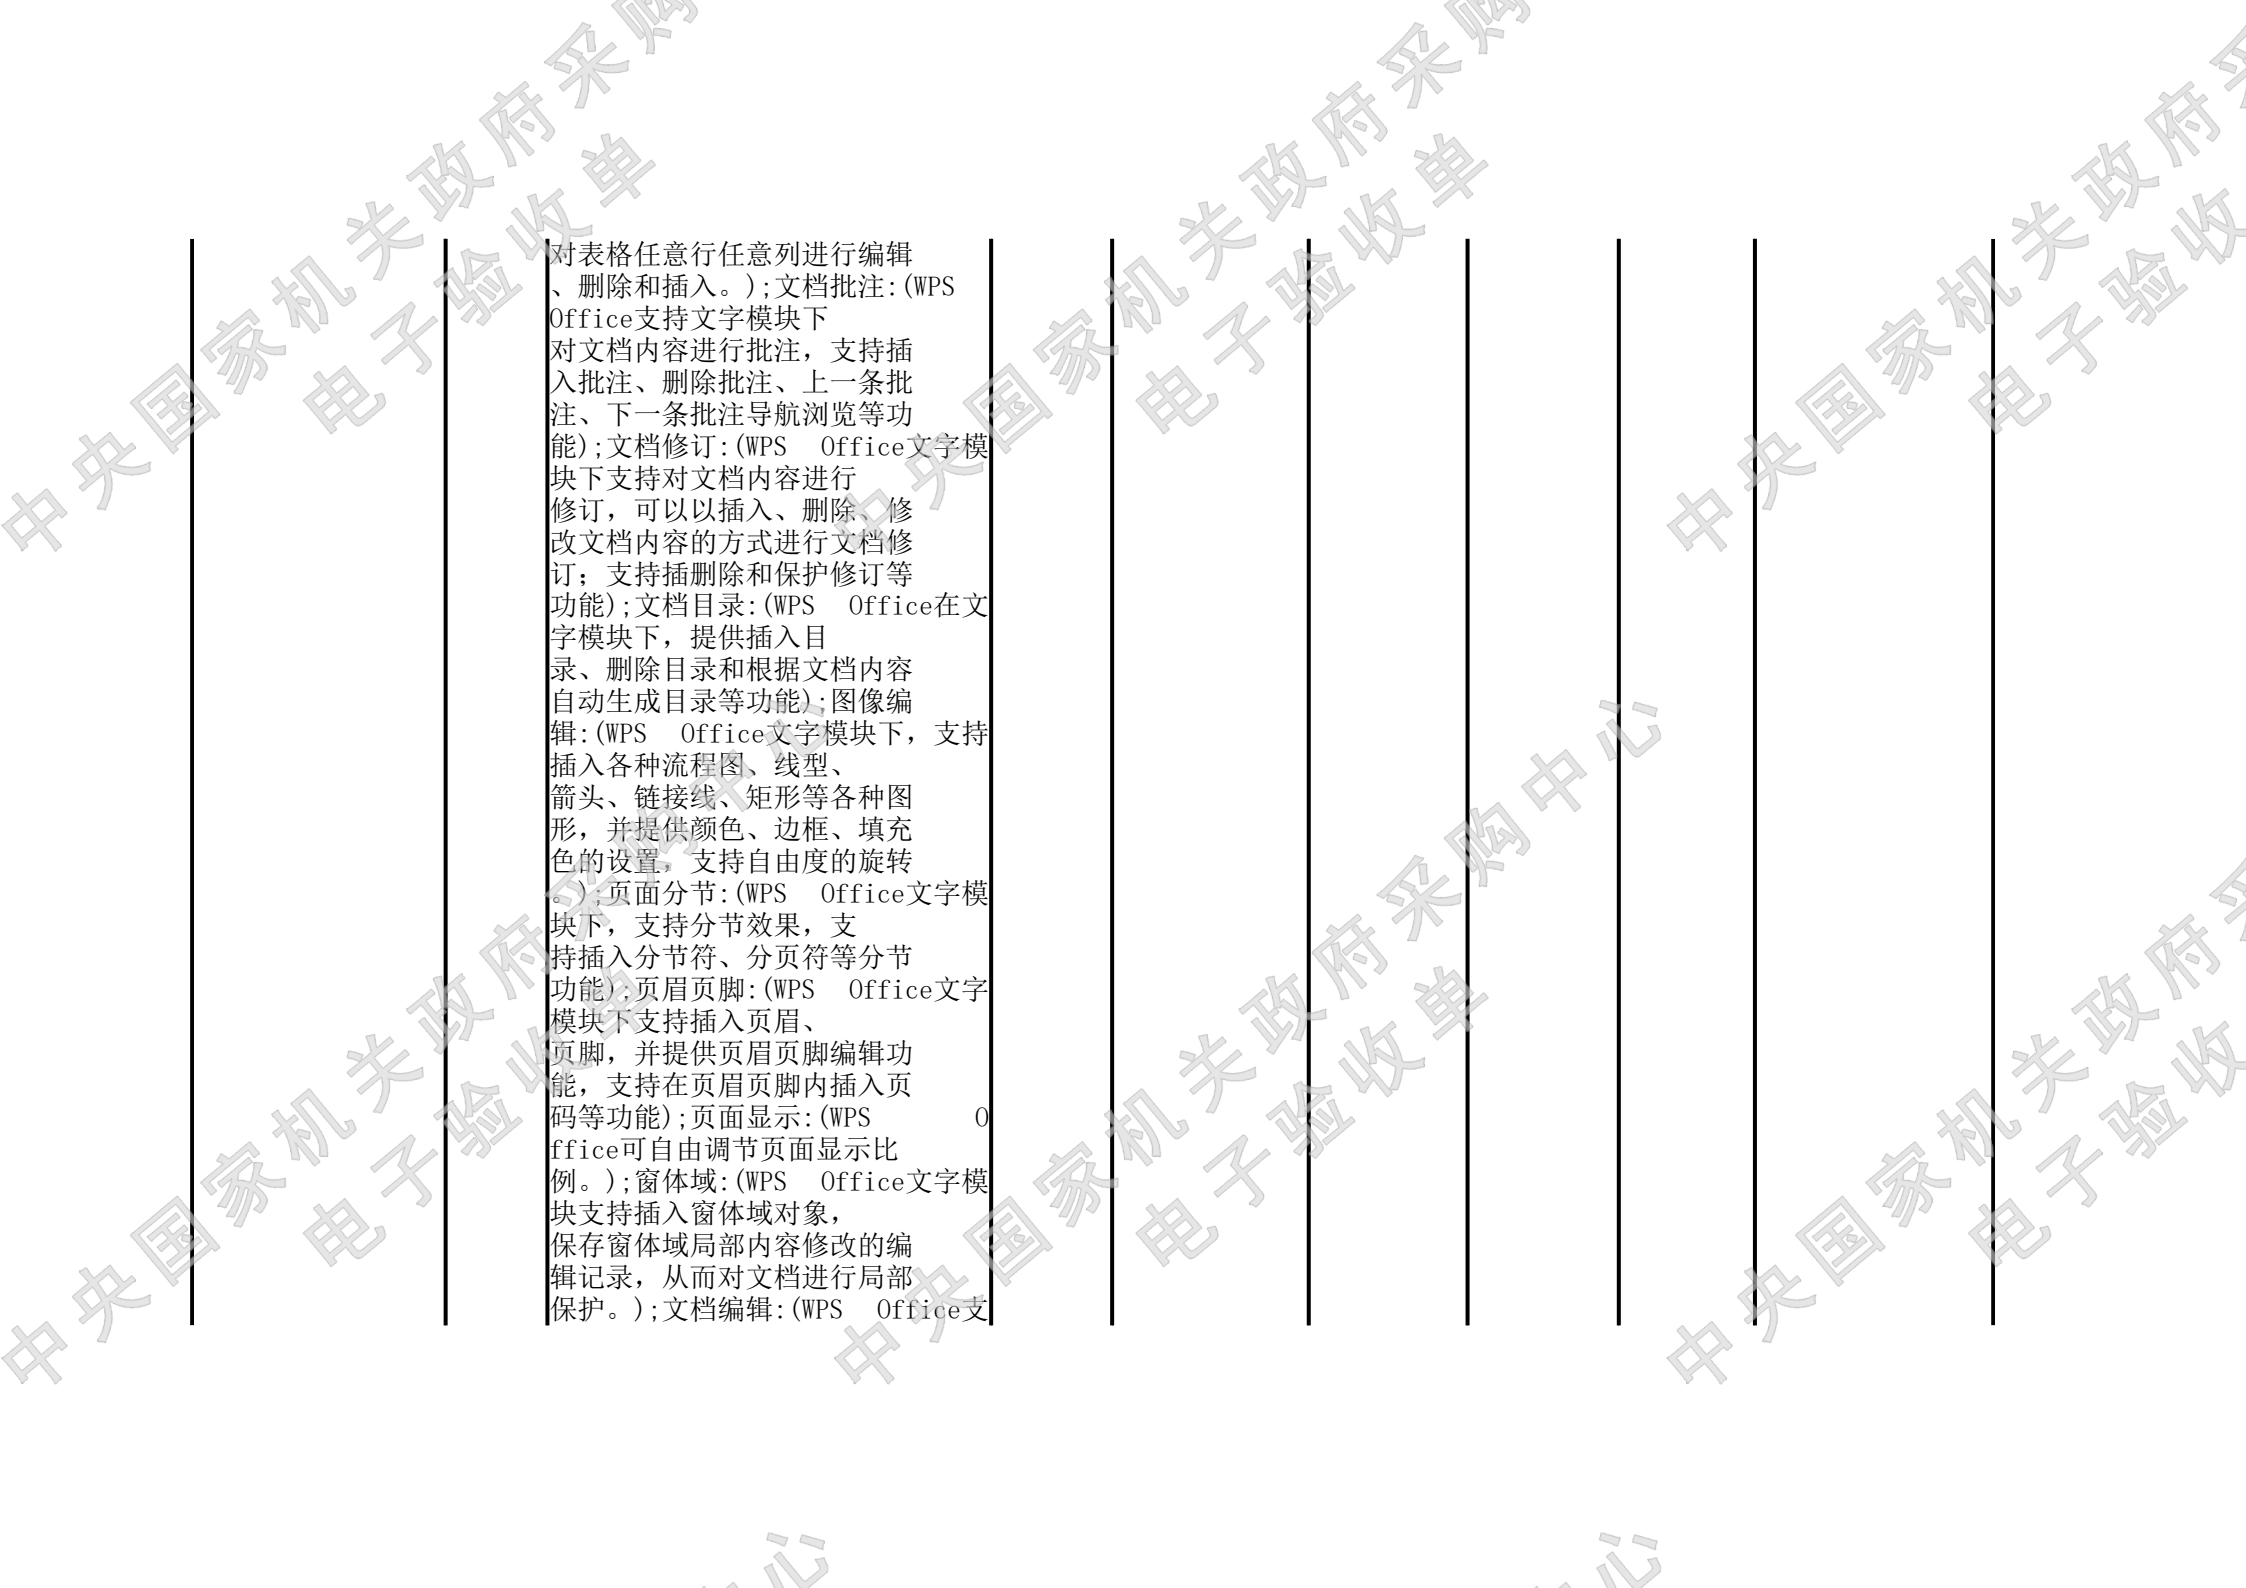 对表格任意行任意列进行编辑
、删除和插入。);文档批注:(WPS
Office支持文字模块下
对文档内容进行批注，支持插
入批注、删除批注、上一条批
注、下一条批注导航浏览等功
能);文档修订:(WPS  Office文字模
块下支持对文档内容进行
修订，可以以插入、删除、修
改文档内容的方式进行文档修
订；支持插删除和保护修订等
功能);文档目录:(WPS  Office在文
字模块下，提供插入目
录、删除目录和根据文档内容
自动生成目录等功能);图像编
辑:(WPS  Office文字模块下，支持
插入各种流程图、线型、
箭头、链接线、矩形等各种图
形，并提供颜色、边框、填充
色的设置，支持自由度的旋转
。);页面分节:(WPS  Office文字模
块下，支持分节效果，支
持插入分节符、分页符等分节
功能);页眉页脚:(WPS  Office文字
模块下支持插入页眉、
页脚，并提供页眉页脚编辑功
能，支持在页眉页脚内插入页
码等功能);页面显示:(WPS  O
ffice可自由调节页面显示比
例。);窗体域:(WPS  Office文字模
块支持插入窗体域对象，
保存窗体域局部内容修改的编
辑记录，从而对文档进行局部
保护。);文档编辑:(WPS  Office支
中央国家机关政府采购中心
电子验收单